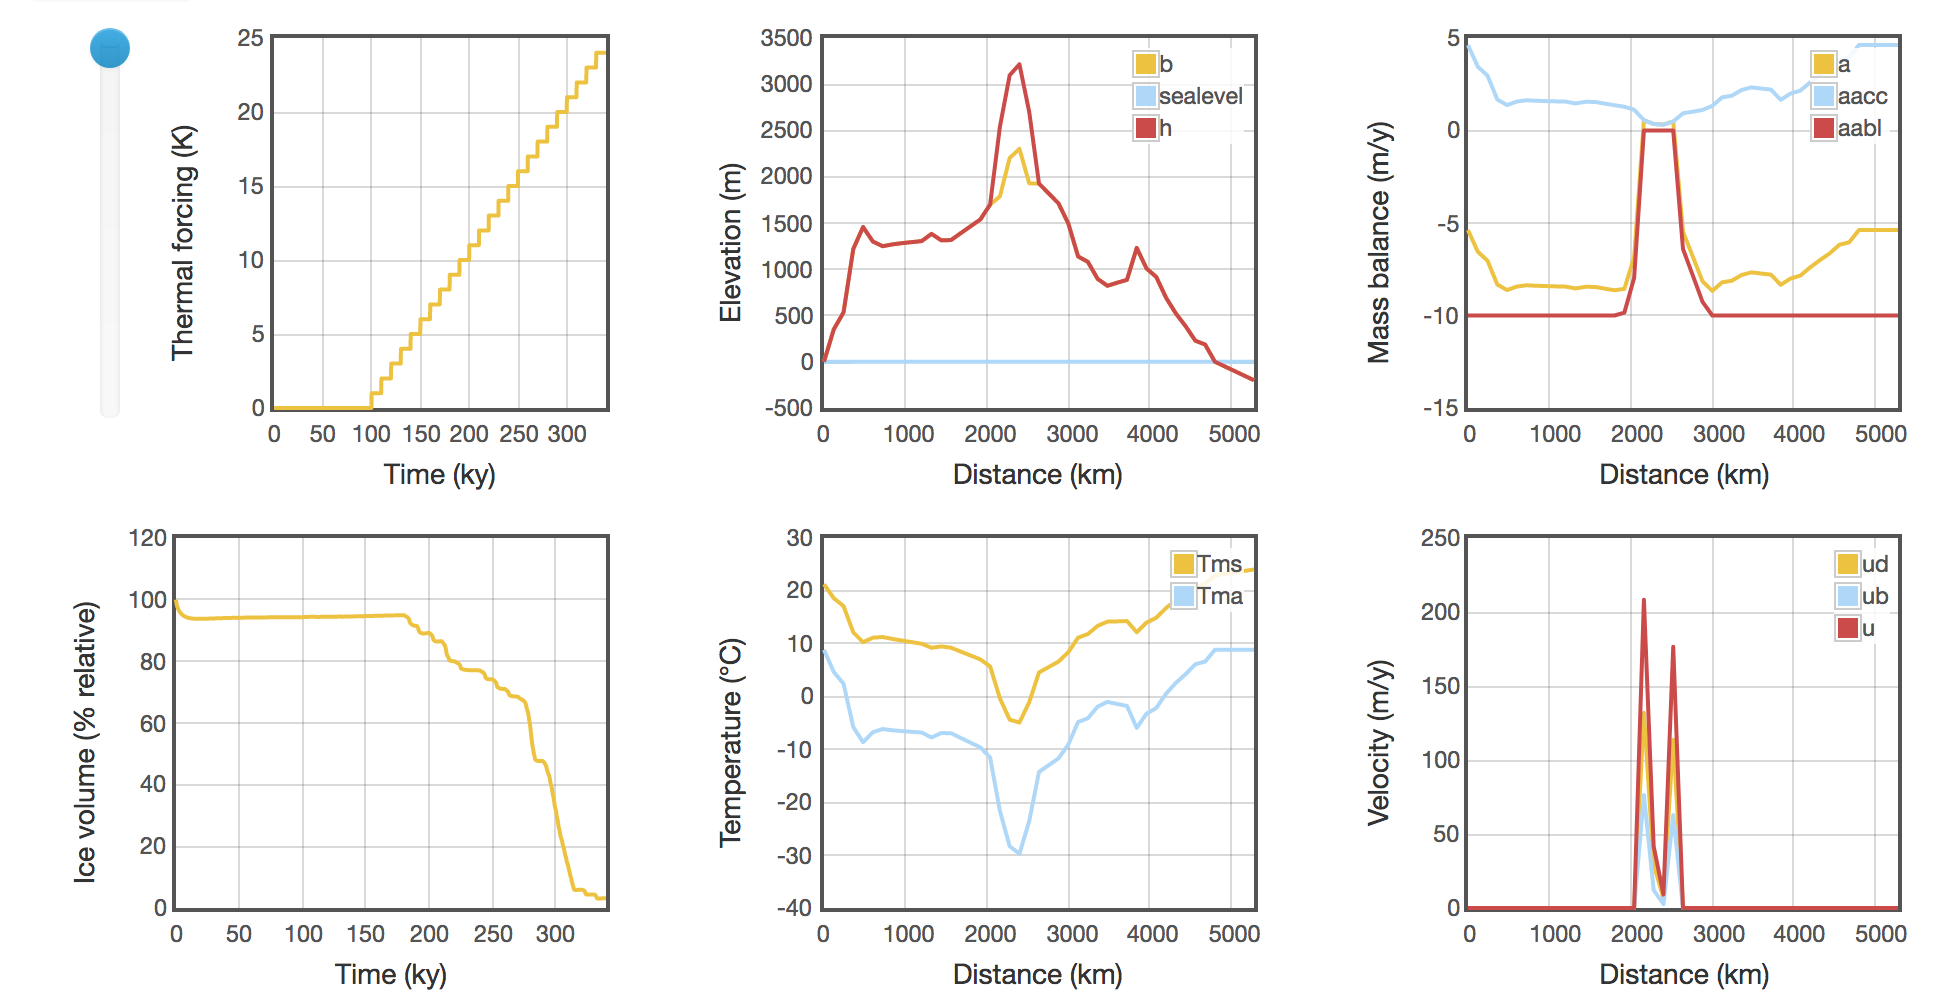 25
20
15
10
5
0
Thermal forcing (K)
0 50 100 150 200 250 300
Time (ky)
3500
3000
2500
2000
1500
1000
500
0
-500
Elevation (m)
b
sealevel
h
0 1000 2000 3000 4000 5000
Distance (km)
5
0
-5
-10
-15
Mass balance (m/y)
a
aacc
aabl
0 1000 2000 3000 4000 5000
Distance (km)
120
100
80
60
40
20
0
Ice volume (% relative)
0 50 100 150 200 250 300
Time (ky)
30
20
10
0
-10
-20
-30
-40
Temperature (°C)
Tms
Tma
0 1000 2000 3000 4000 5000
Distance (km)
250
200
150
100
50
0
Velocity (m/y)
ud
ub
u
0 1000 2000 3000 4000 5000
Distance (km)